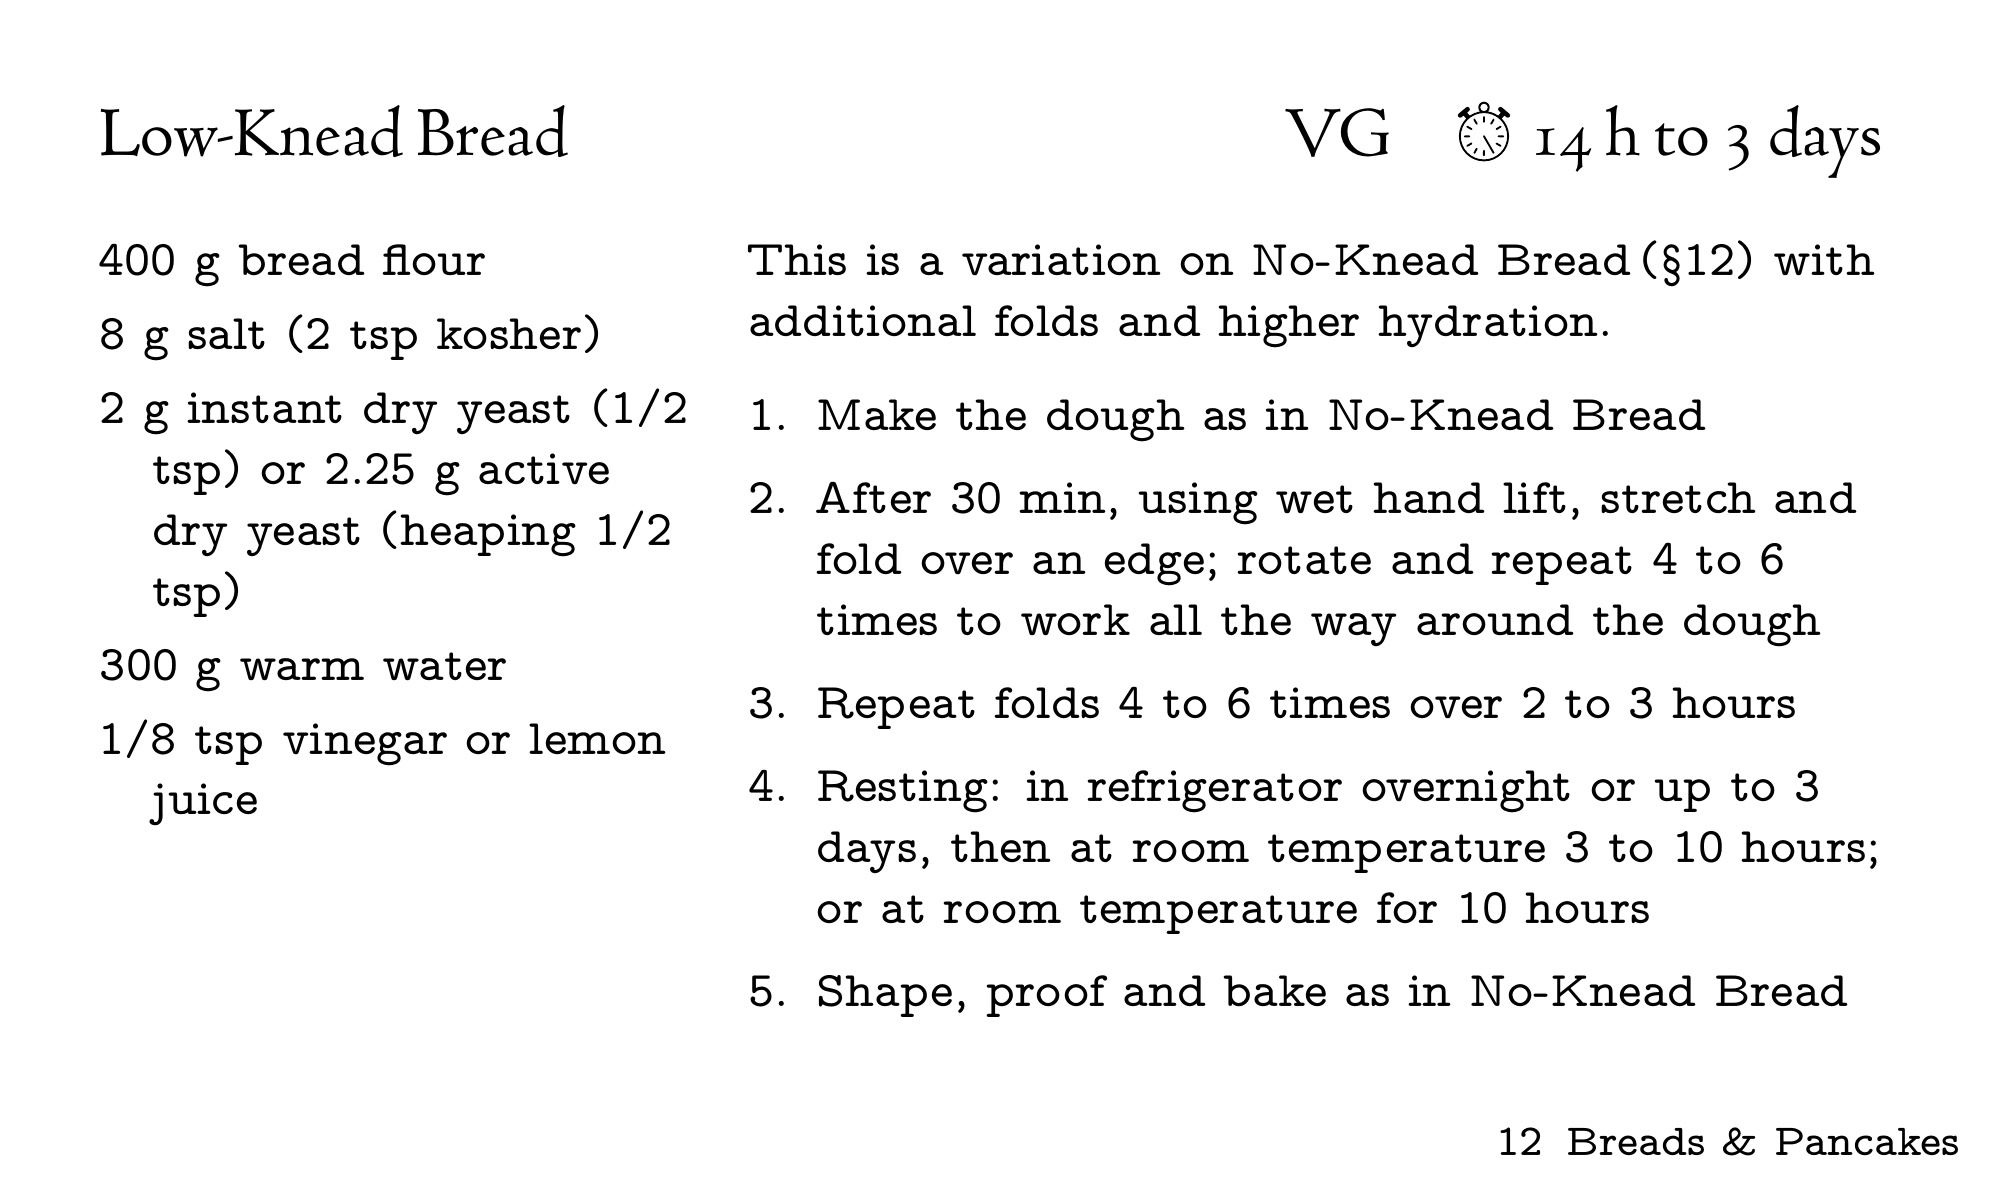 Low-Knead Bread
VG 14 h to 3 days
400 g bread flour
8 g salt (2 tsp kosher)
2 g instant dry yeast (1/2
tsp) or 2.25 g active
dry yeast (heaping 1/2
tsp)
300 g warm water
1/8 tsp vinegar or lemon
juice
This is a variation on No-Knead Bread (§12) with
additional folds and higher hydration.
1. Make the dough as in No-Knead Bread
2. After 30 min, using wet hand lift, stretch and
fold over an edge; rotate and repeat 4 to 6
times to work all the way around the dough
3. Repeat folds 4 to 6 times over 2 to 3 hours
4. Resting: in refrigerator overnight or up to 3
days, then at room temperature 3 to 10 hours;
or at room temperature for 10 hours
5. Shape, proof and bake as in No-Knead Bread
12 Breads & Pancakes